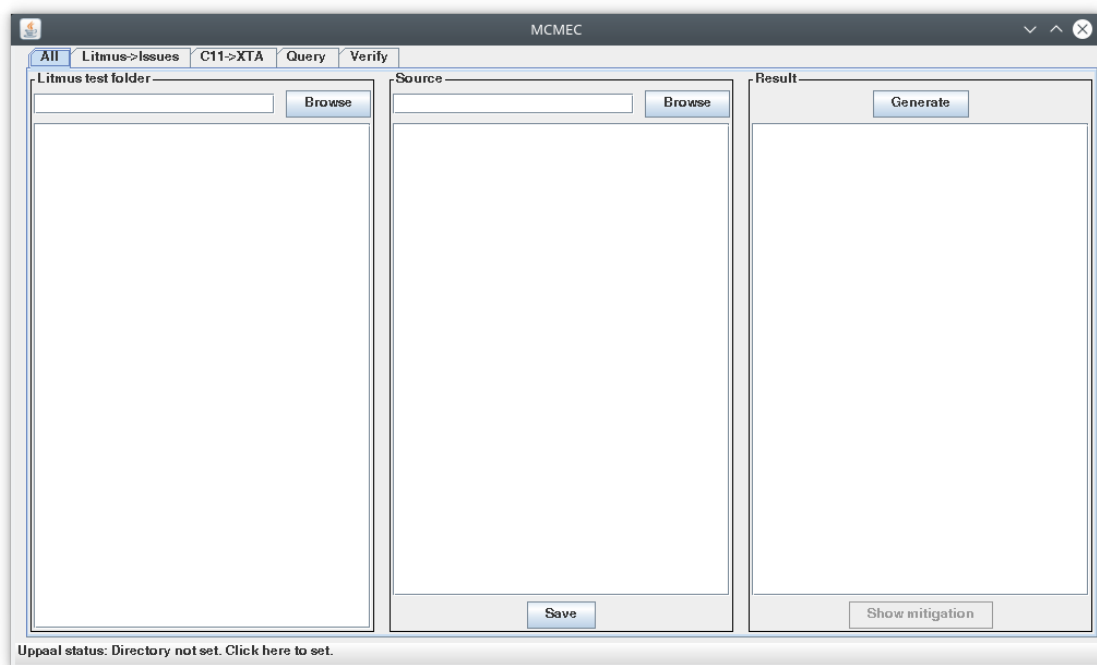 MCMEC
All Litmus->Issues C11->XTA Query Verify
Litmus test folder
Browse
Source
Browse
Save
Result
Generate
Show mitigation
Uppaal status: Directory not set. Click here to set.